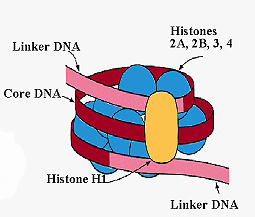 Histones
2A, 2B, 3, 4
Linker DNA
Core DNA
Histone H1
Linker DNA